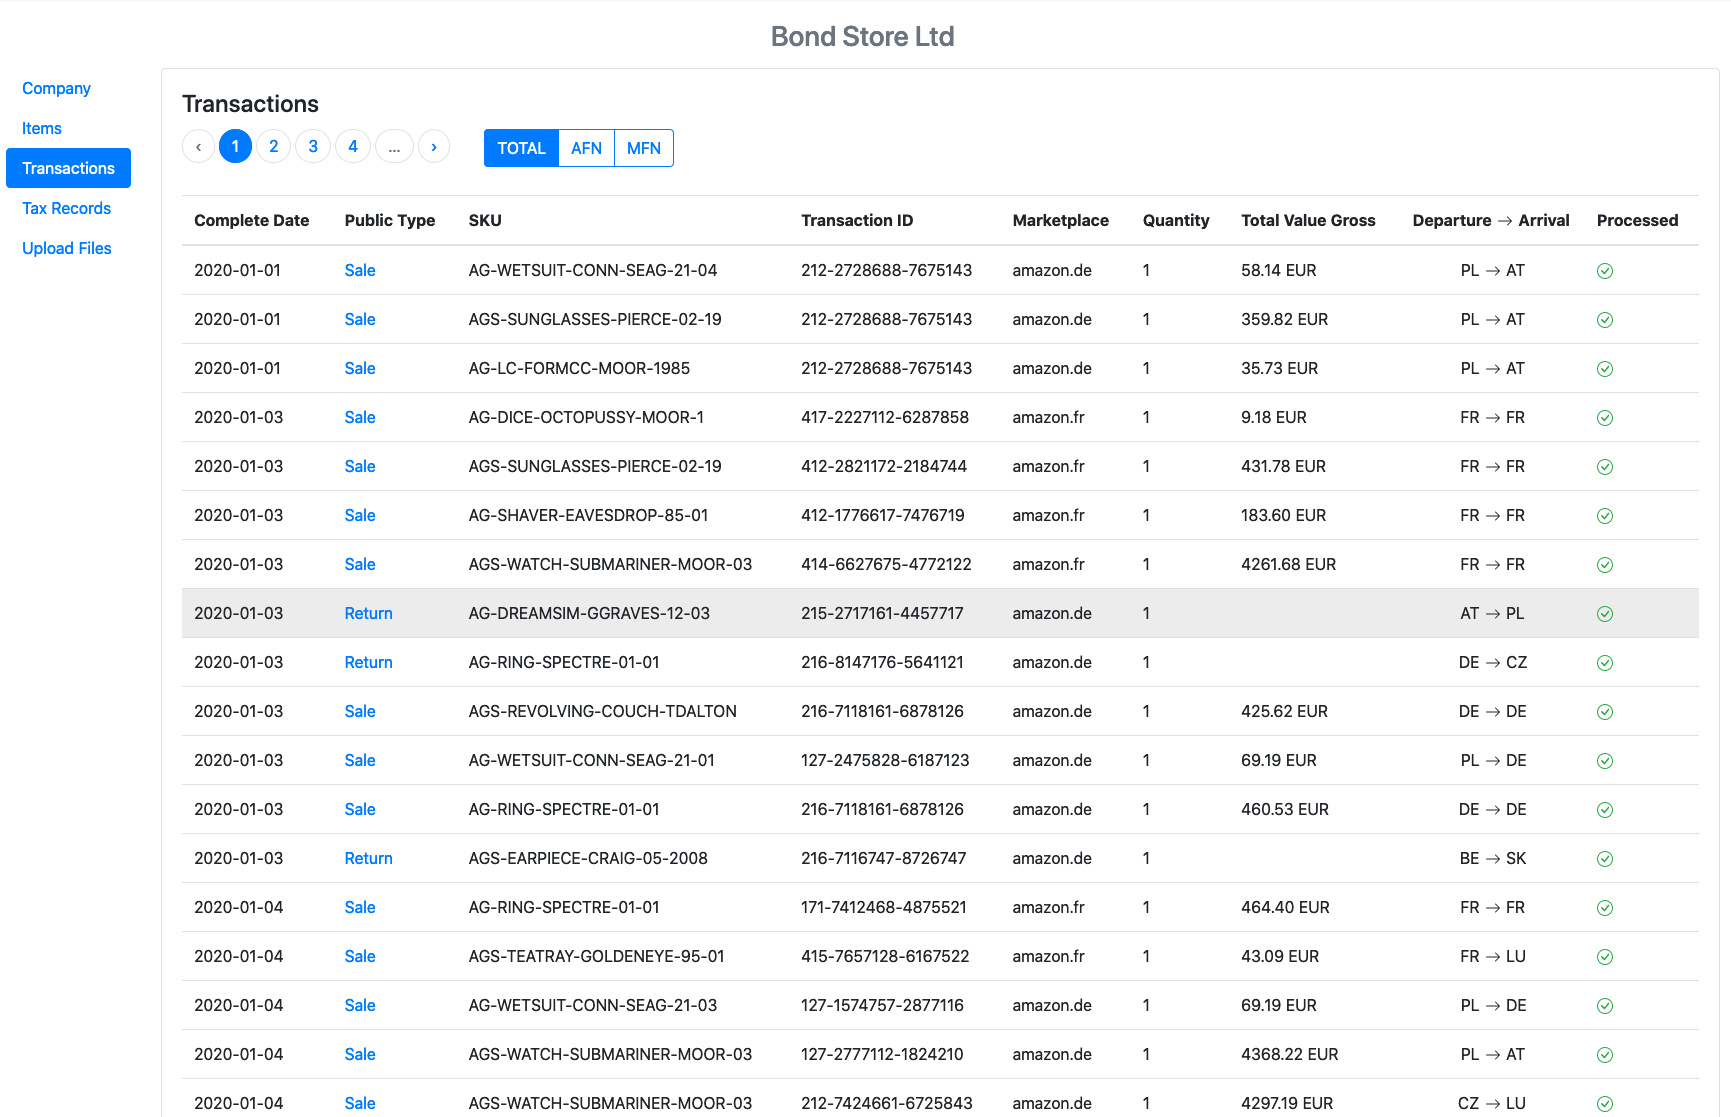 Bond Store Ltd
Company
Items
Transactions
Tax Records
Upload Files
Transactions
‹ 1 2 3 4 ... › TOTAL AFN MFN
Complete Date Public Type SKU Transaction ID Marketplace Quantity Total Value Gross Departure → Arrival Processed
2020-01-01 Sale AG-WETSUIT-CONN-SEAG-21-04 212-2728688-7675143 amazon.de 1 58.14 EUR PL → AT
2020-01-01 Sale AGS-SUNGLASSES-PIERCE-02-19 212-2728688-7675143 amazon.de 1 359.82 EUR PL → AT
2020-01-01 Sale AG-LC-FORMCC-MOOR-1985 212-2728688-7675143 amazon.de 1 35.73 EUR PL → AT
2020-01-03 Sale AG-DICE-OCTOPUSSY-MOOR-1 417-2227112-6287858 amazon.fr 1 9.18 EUR FR → FR
2020-01-03 Sale AGS-SUNGLASSES-PIERCE-02-19 412-2821172-2184744 amazon.fr 1 431.78 EUR FR → FR
2020-01-03 Sale AG-SHAVER-EAVESDROP-85-01 412-1776617-7476719 amazon.fr 1 183.60 EUR FR → FR
2020-01-03 Sale AGS-WATCH-SUBMARINER-MOOR-03 414-6627675-4772122 amazon.fr 1 4261.68 EUR FR → FR
2020-01-03 Return AG-DREAMSIM-GGRAVES-12-03 215-2717161-4457717 amazon.de 1 AT → PL
2020-01-03 Return AG-RING-SPECTRE-01-01 216-8147176-5641121 amazon.de 1 DE → CZ
2020-01-03 Sale AGS-REVOLVING-COUCH-TDALTON 216-7118161-6878126 amazon.de 1 425.62 EUR DE → DE
2020-01-03 Sale AG-WETSUIT-CONN-SEAG-21-01 127-2475828-6187123 amazon.de 1 69.19 EUR PL → DE
2020-01-03 Sale AG-RING-SPECTRE-01-01 216-7118161-6878126 amazon.de 1 460.53 EUR DE → DE
2020-01-03 Return AGS-EARPIECE-CRAIG-05-2008 216-7116747-8726747 amazon.de 1 BE → SK
2020-01-04 Sale AG-RING-SPECTRE-01-01 171-7412468-4875521 amazon.fr 1 464.40 EUR FR → FR
2020-01-04 Sale AGS-TEATRAY-GOLDENEYE-95-01 415-7657128-6167522 amazon.fr 1 43.09 EUR FR → LU
2020-01-04 Sale AG-WETSUIT-CONN-SEAG-21-03 127-1574757-2877116 amazon.de 1 69.19 EUR PL → DE
2020-01-04 Sale AGS-WATCH-SUBMARINER-MOOR-03 127-2777112-1824210 amazon.de 1 4368.22 EUR PL → AT
2020-01-04 Sale AGS-WATCH-SUBMARINER-MOOR-03 212-7424661-6725843 amazon.de 1 4297.19 EUR CZ → LU